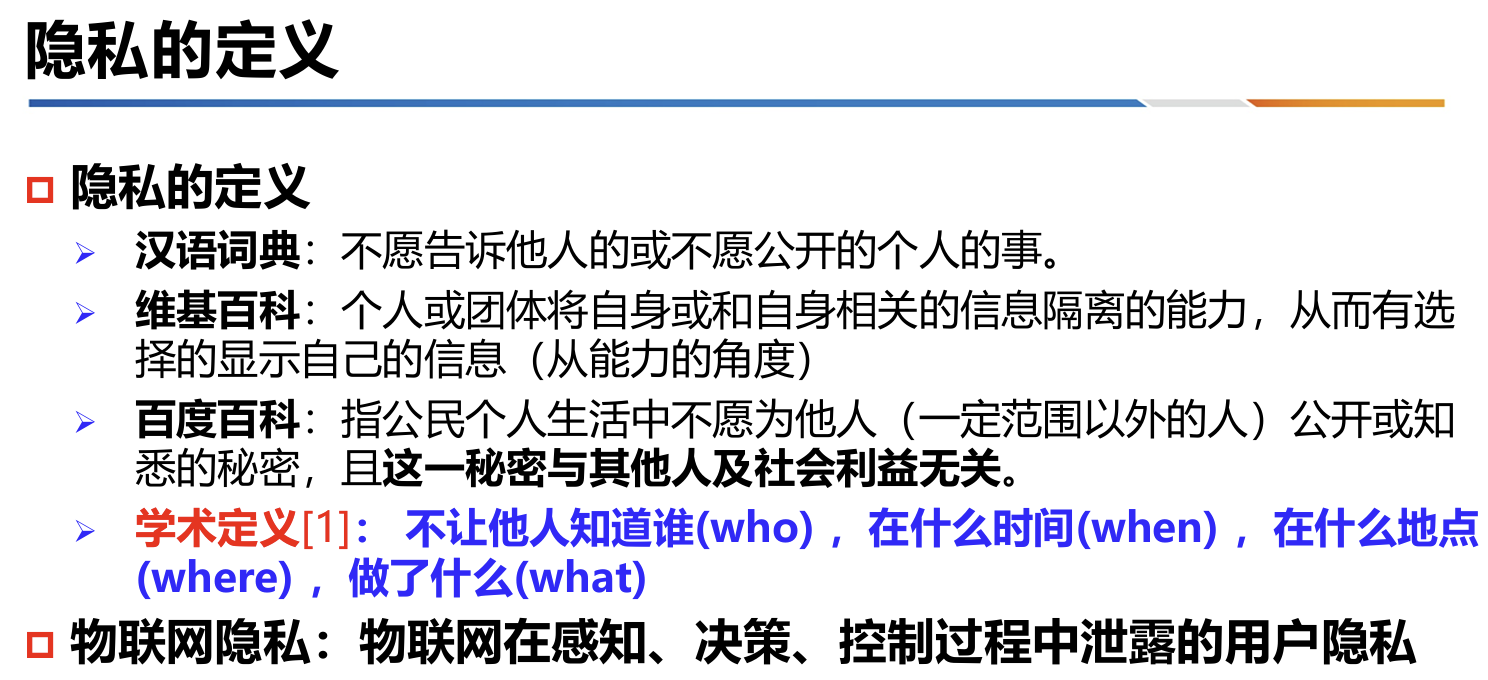 隐私的定义
隐私的定义
汉语词典：不愿告诉他人的或不愿公开的个人的事。
维基百科：个人或团体将自身或和自身相关的信息隔离的能力，从而有选
择的显示自己的信息（从能力的角度）
百度百科：指公民个人生活中不愿为他人（一定范围以外的人）公开或知
悉的秘密，且这一秘密与其他人及社会利益无关。
学术定义[1]： 不让他人知道谁(who) ，在什么时间(when) ，在什么地点
(where) ，做了什么(what)
物联网隐私：物联网在感知、决策、控制过程中泄露的用户隐私